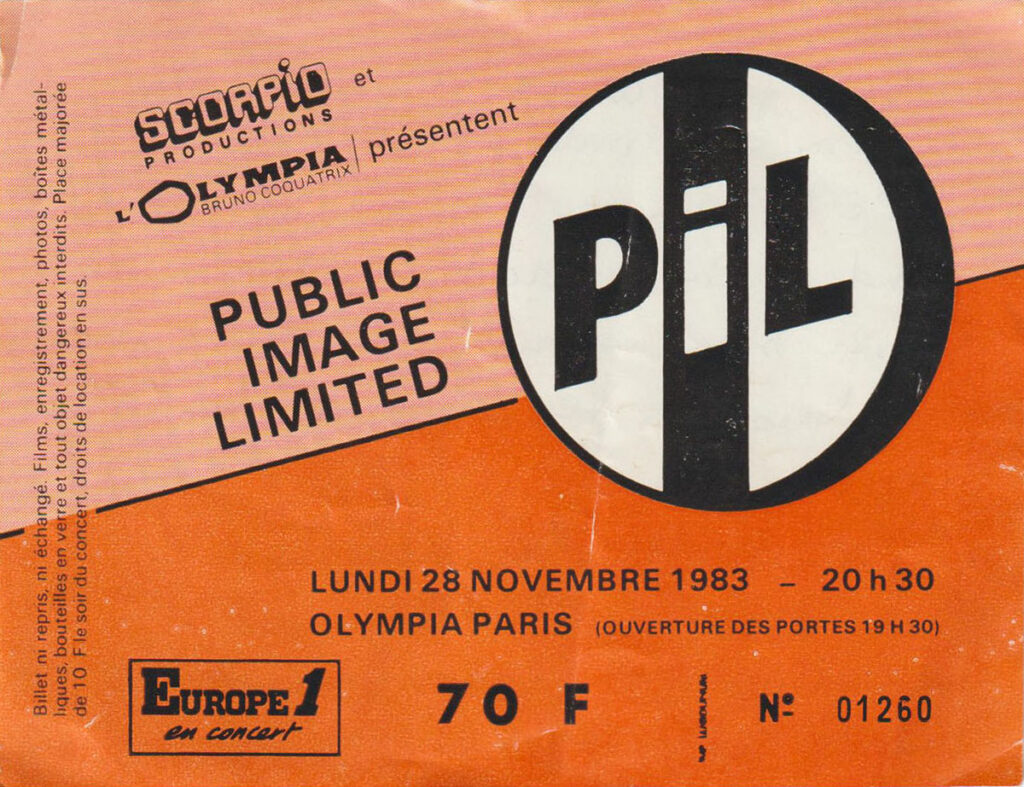 SCORPIO et
PRODUCTIONS
L'OLYMPIA présentent
BRUNO COQUATRIX
PUBLIC
IMAGE
LIMITED
PiL
Billet ni repris, ni échangé. Films, enregistrement, photos, boîtes métal-
liques, bouteilles en verre et tout objet dangereux interdits. Place majorée
de 10 F le soir du concert, droits de location en sus.
LUNDI 28 NOVEMBRE 1983 – 20 h 30
OLYMPIA PARIS (OUVERTURE DES PORTES 19 H 30)
EUROPE 1
en concert
70 F
Nº 01260